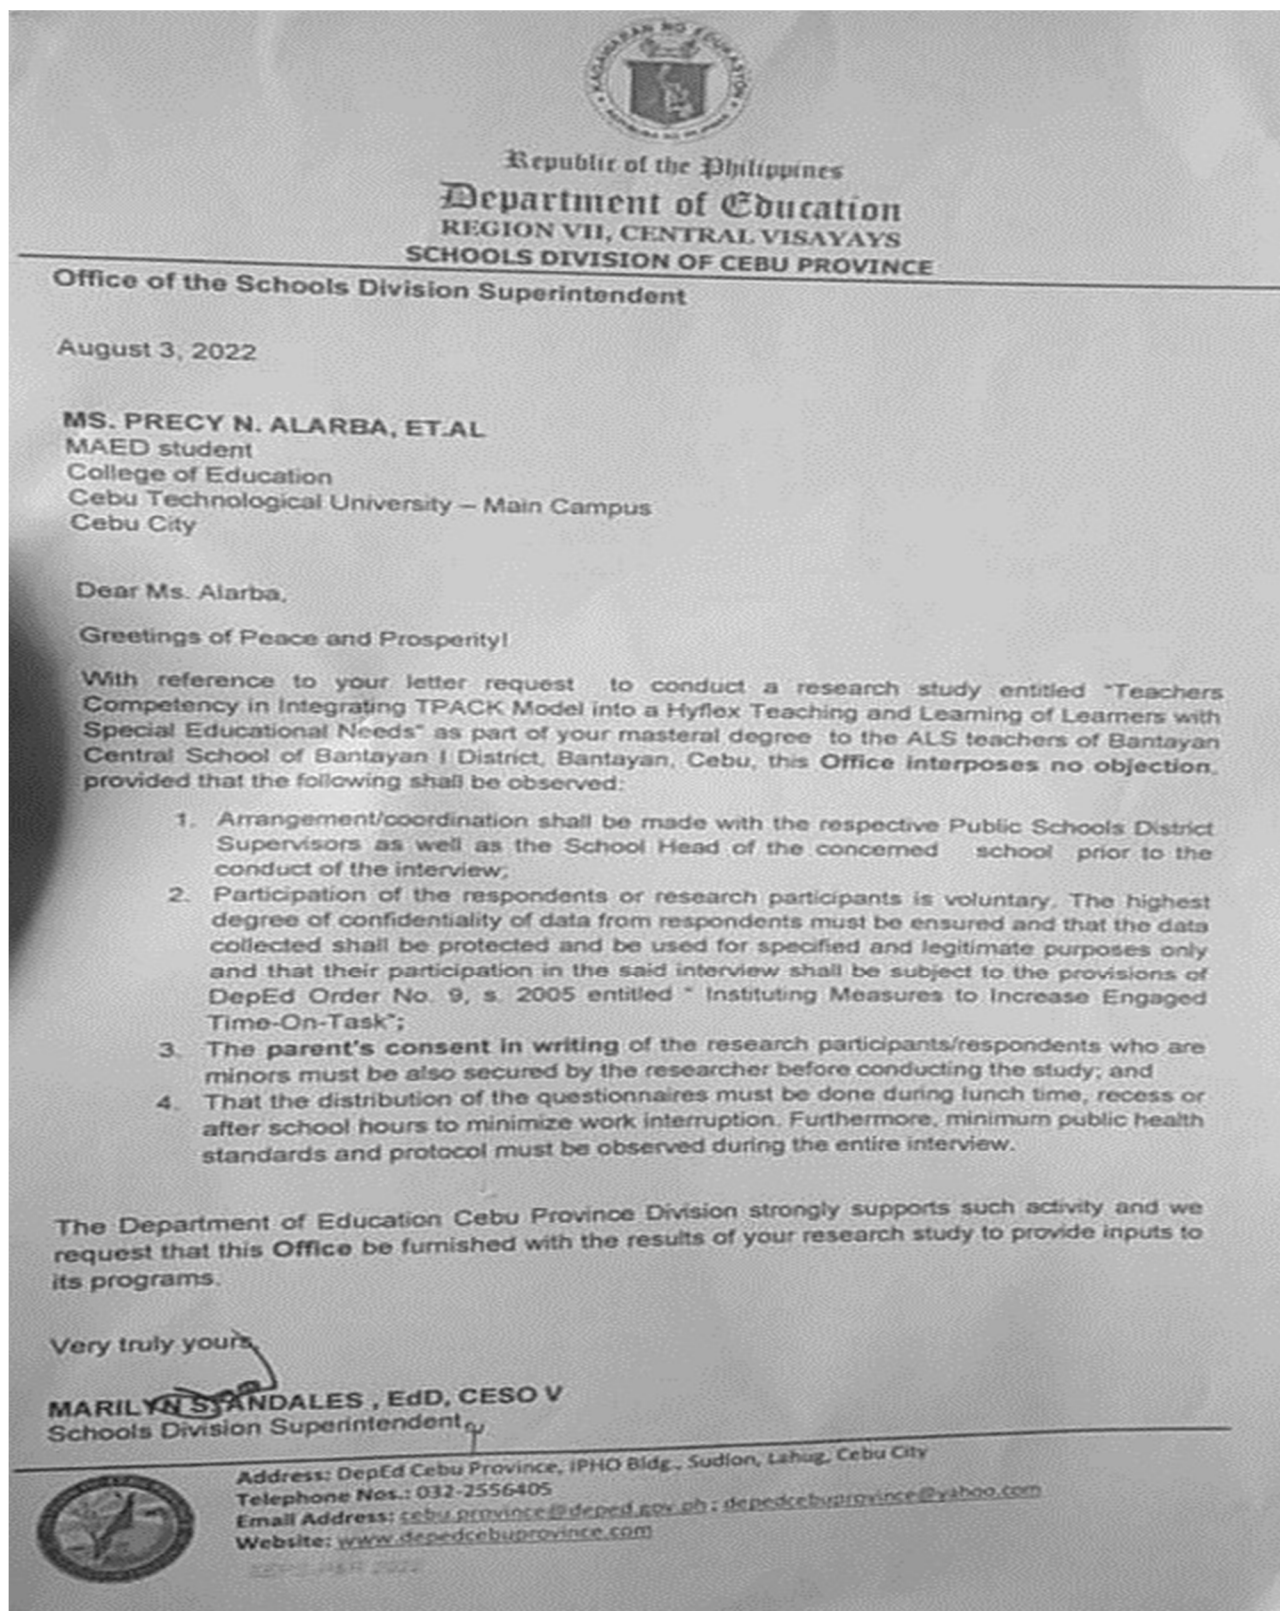 KAGAWARAN NG EDUKASYON
Republic of the Philippines
Department of Education
REGION VII, CENTRAL VISAYAYS
SCHOOLS DIVISION OF CEBU PROVINCE
Office of the Schools Division Superintendent
August 3, 2022
MS. PRECY N. ALARBA, ET.AL
MAED student
College of Education
Cebu Technological University – Main Campus
Cebu City
Dear Ms. Alarba,
Greetings of Peace and Prosperity!
With reference to your letter request to conduct a research study entitled "Teachers
Competency in Integrating TPACK Model into a Hyflex Teaching and Learning of Learners with
Special Educational Needs" as part of your masteral degree to the ALS teachers of Bantayan
Central School of Bantayan I District, Bantayan, Cebu, this Office interposes no objection,
provided that the following shall be observed:
1. Arrangement/coordination shall be made with the respective Public Schools District
Supervisors as well as the School Head of the concerned school prior to the
conduct of the interview;
2. Participation of the respondents or research participants is voluntary. The highest
degree of confidentiality of data from respondents must be ensured and that the data
collected shall be protected and be used for specified and legitimate purposes only
and that their participation in the said interview shall be subject to the provisions of
DepEd Order No. 9, s. 2005 entitled " Instituting Measures to Increase Engaged
Time-On-Task";
3. The parent's consent in writing of the research participants/respondents who are
minors must be also secured by the researcher before conducting the study; and
4. That the distribution of the questionnaires must be done during lunch time, recess or
after school hours to minimize work interruption. Furthermore, minimum public health
standards and protocol must be observed during the entire interview.
The Department of Education Cebu Province Division strongly supports such activity and we
request that this Office be furnished with the results of your research study to provide inputs to
its programs.
Very truly yours,
MARILYN S. ANDALES , EdD, CESO V
Schools Division Superintendent
Address: DepEd Cebu Province, IPHO Bldg., Sudlon, Lahug, Cebu City
Telephone Nos.: 032-2556405
Email Address: cebu.province@deped.gov.ph ; depedcebuprovince@yahoo.com
Website: www.depedcebuprovince.com